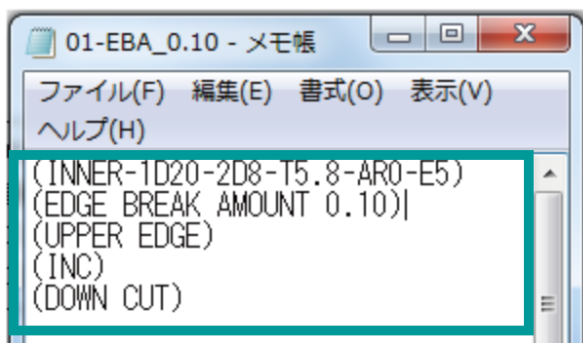 01-EBA_0.10 - メモ帳
ファイル(F) 編集(E) 書式(O) 表示(V)
ヘルプ(H)
(INNER-1D20-2D8-T5.8-AR0-E5)
(EDGE BREAK AMOUNT 0.10)
(UPPER EDGE)
(INC)
(DOWN CUT)